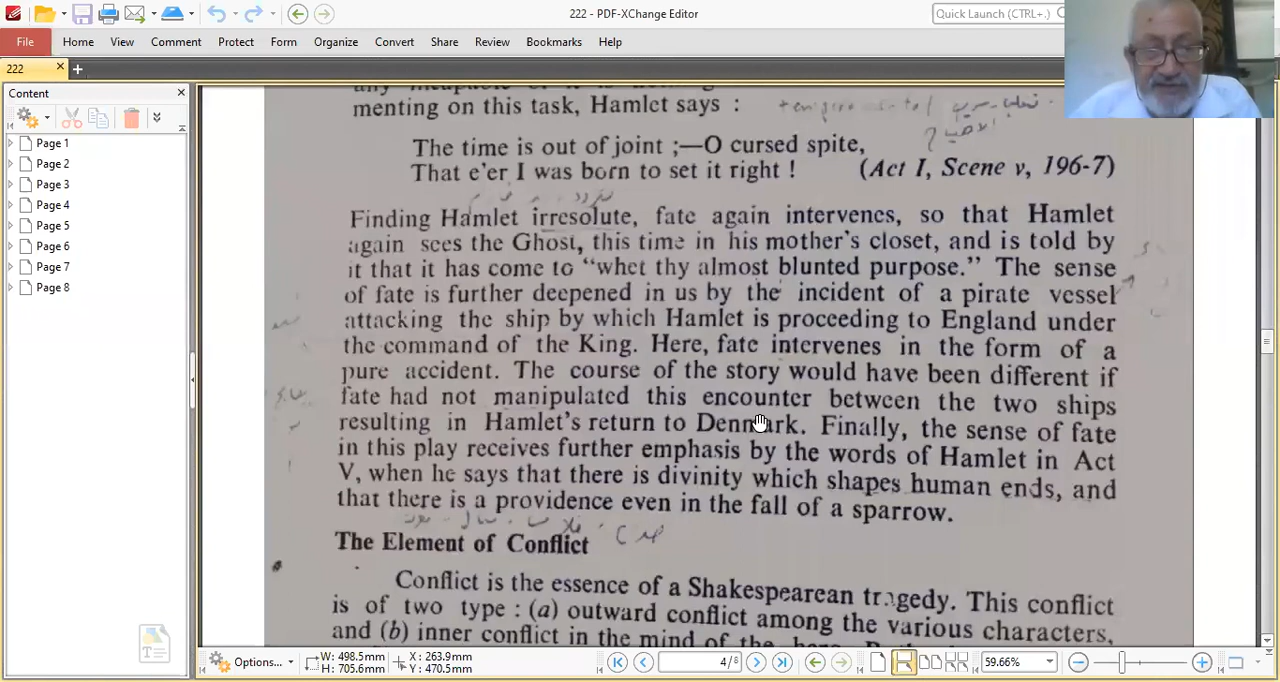 222 - PDF-XChange Editor
Quick Launch (CTRL+.)
File Home View Comment Protect Form Organize Convert Share Review Bookmarks Help
222
Content
Page 1
Page 2
Page 3
Page 4
Page 5
Page 6
Page 7
Page 8
menting on this task, Hamlet says :
The time is out of joint ;—O cursed spite,
That e'er I was born to set it right ! (Act I, Scene v, 196-7)
Finding Hamlet irresolute, fate again intervenes, so that Hamlet
again sees the Ghost, this time in his mother's closet, and is told by
it that it has come to “whet thy almost blunted purpose.” The sense
of fate is further deepened in us by the incident of a pirate vessel
attacking the ship by which Hamlet is proceeding to England under
the command of the King. Here, fate intervenes in the form of a
pure accident. The course of the story would have been different if
fate had not manipulated this encounter between the two ships
resulting in Hamlet's return to Denmark. Finally, the sense of fate
in this play receives further emphasis by the words of Hamlet in Act
V, when he says that there is divinity which shapes human ends, and
that there is a providence even in the fall of a sparrow.
The Element of Conflict
Conflict is the essence of a Shakespearean tragedy. This conflict
is of two type : (a) outward conflict among the various characters,
and (b) inner conflict in the mind of the
Options...
W: 498.5mm
H: 705.6mm
X: 263.9mm
Y: 470.5mm
4/8
59.66%